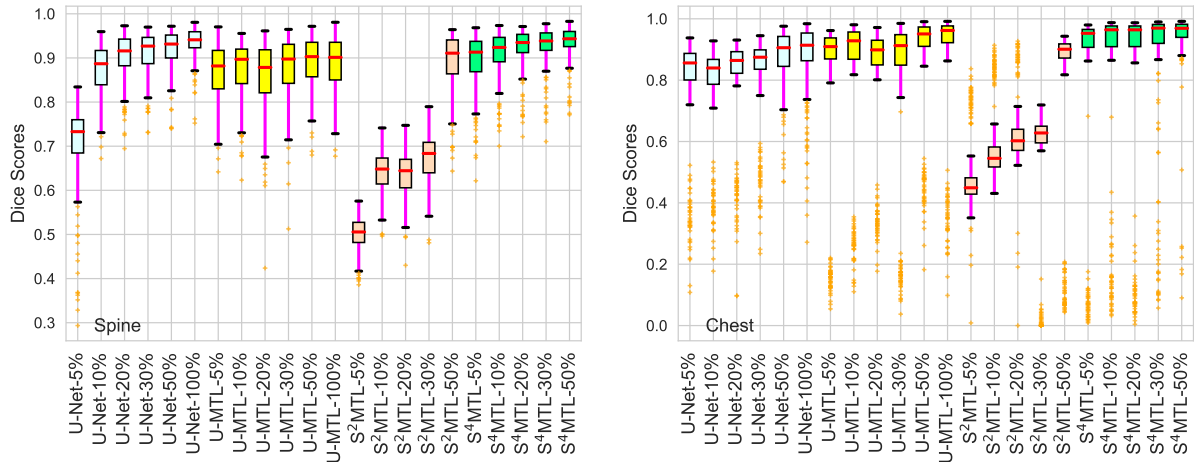 1.0
0.9
0.8
0.7
0.6
0.5
0.4
0.3
Dice Scores
Spine
U-Net-5%
U-Net-10%
U-Net-20%
U-Net-30%
U-Net-50%
U-Net-100%
U-MTL-5%
U-MTL-10%
U-MTL-20%
U-MTL-30%
U-MTL-50%
U-MTL-100%
S²MTL-5%
S²MTL-10%
S²MTL-20%
S²MTL-30%
S²MTL-50%
S⁴MTL-5%
S⁴MTL-10%
S⁴MTL-20%
S⁴MTL-30%
S⁴MTL-50%
1.0
0.8
0.6
0.4
0.2
0.0
Dice Scores
Chest
U-Net-5%
U-Net-10%
U-Net-20%
U-Net-30%
U-Net-50%
U-Net-100%
U-MTL-5%
U-MTL-10%
U-MTL-20%
U-MTL-30%
U-MTL-50%
U-MTL-100%
S²MTL-5%
S²MTL-10%
S²MTL-20%
S²MTL-30%
S²MTL-50%
S⁴MTL-5%
S⁴MTL-10%
S⁴MTL-20%
S⁴MTL-30%
S⁴MTL-50%